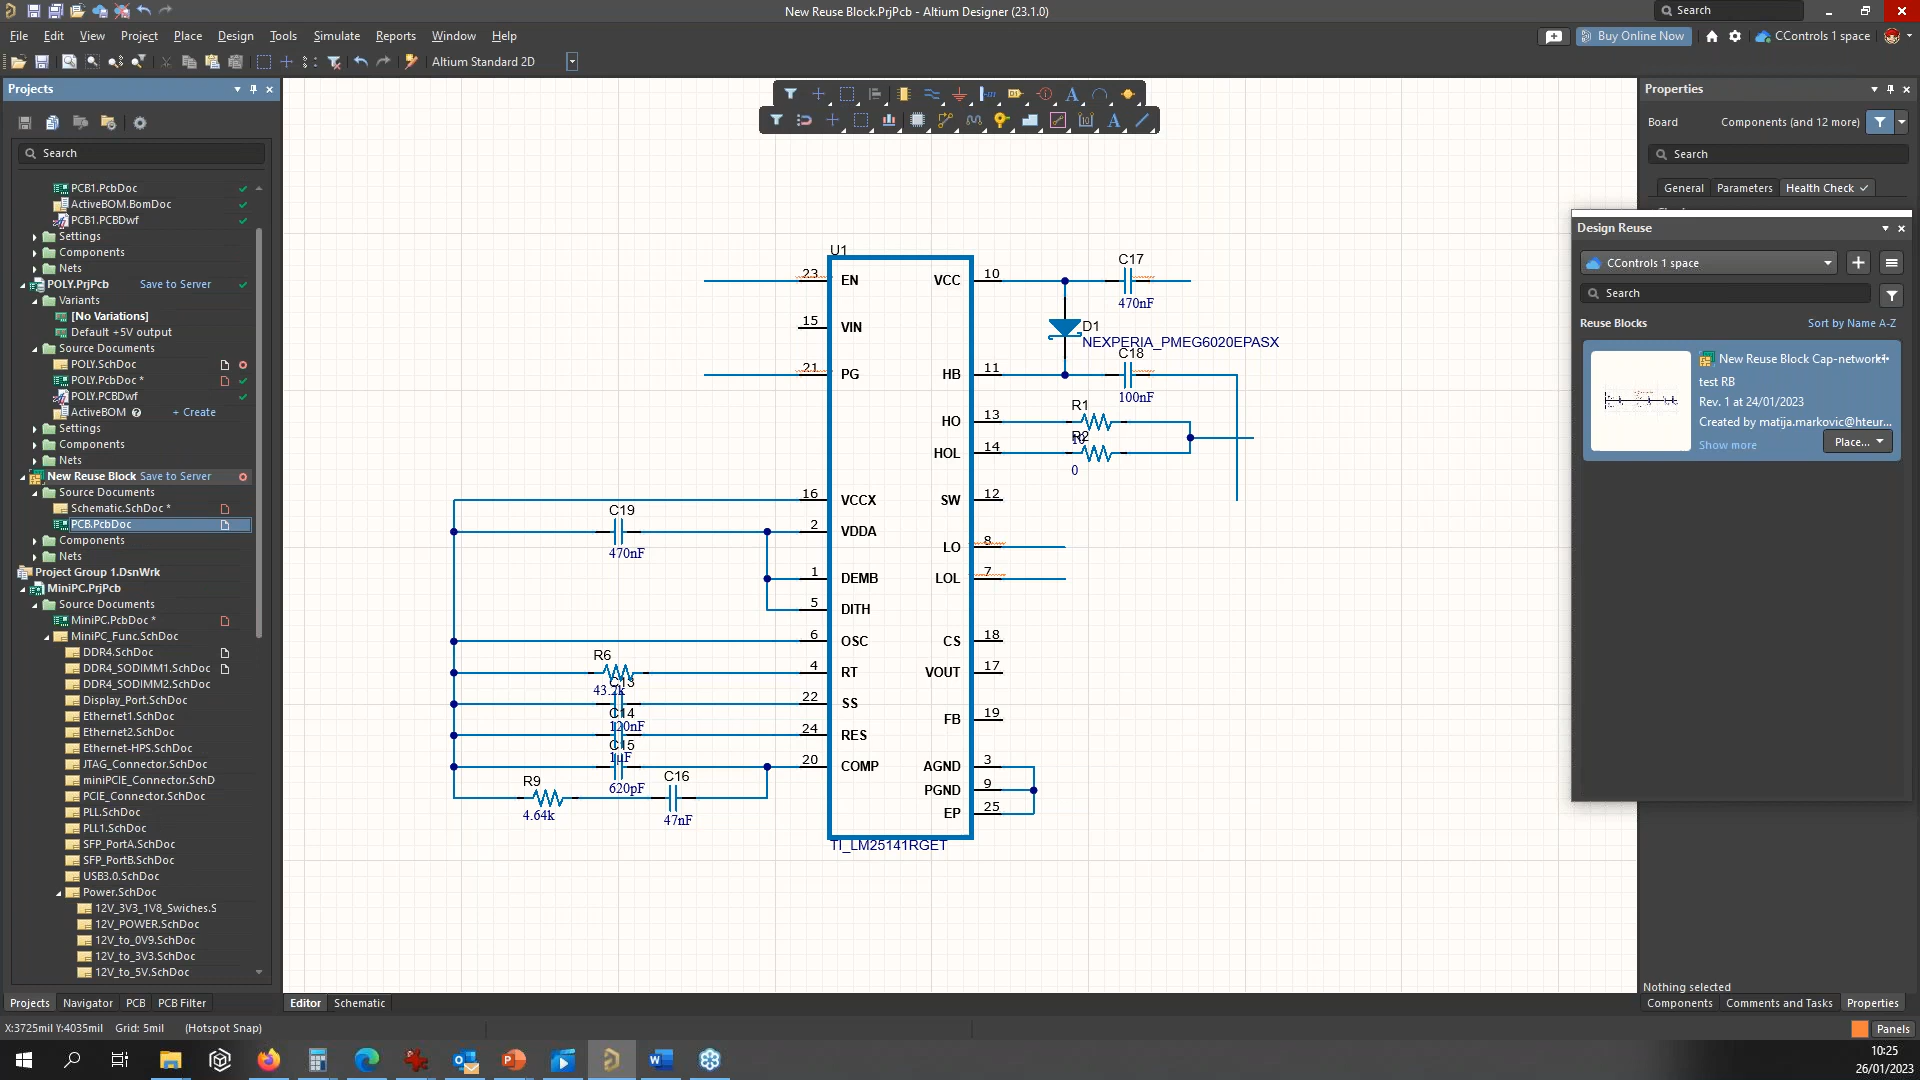 New Reuse Block.PrjPcb - Altium Designer (23.1.0)
Search
File Edit View Project Place Design Tools Simulate Reports Window Help
Buy Online Now
CControls 1 space
Altium Standard 2D
Projects
Search
PCB1.PcbDoc
ActiveBOM.BomDoc
PCB1.PCBDwf
Settings
Components
Nets
POLY.PrjPcb Save to Server
Variants
[No Variations]
Default +5V output
Source Documents
POLY.SchDoc
POLY.PcbDoc *
POLY.PCBDwf
ActiveBOM + Create
Settings
Components
Nets
New Reuse Block Save to Server
Source Documents
Schematic.SchDoc *
PCB.PcbDoc
Components
Nets
Project Group 1.DsnWrk
MiniPC.PrjPcb
Source Documents
MiniPC.PcbDoc *
MiniPC_Func.SchDoc
DDR4.SchDoc
DDR4_SODIMM1.SchDoc
DDR4_SODIMM2.SchDoc
Display_Port.SchDoc
Ethernet1.SchDoc
Ethernet2.SchDoc
Ethernet-HPS.SchDoc
JTAG_Connector.SchDoc
miniPCIE_Connector.SchD
PCIE_Connector.SchDoc
PLL.SchDoc
PLL1.SchDoc
SFP_PortA.SchDoc
SFP_PortB.SchDoc
USB3.0.SchDoc
Power.SchDoc
12V_3V3_1V8_Swiches.S
12V_POWER.SchDoc
12V_to_0V9.SchDoc
12V_to_3V3.SchDoc
12V_to_5V.SchDoc
Projects Navigator PCB PCB Filter
U1
23 EN VCC 10
15 VIN
21 PG HB 11
HO 13
HOL 14
16 VCCX SW 12
2 VDDA
LO 8
1 DEMB LOL 7
5 DITH
6 OSC CS 18
4 RT VOUT 17
22 SS
FB 19
24 RES
20 COMP AGND 3
PGND 9
EP 25
TI_LM25141RGET
C17
470nF
D1
NEXPERIA_PMEG6020EPASX
C18
100nF
R1
R2
0
C19
470nF
R6
43.2k
C13
C14
120nF
C15
1µF
620pF
R9
4.64k
C16
47nF
Editor Schematic
Properties
Board Components (and 12 more)
Search
General Parameters Health Check
Design Reuse
CControls 1 space
Search
Reuse Blocks Sort by Name A-Z
New Reuse Block Cap-network
test RB
Rev. 1 at 24/01/2023
Created by matija.markovic@hteur...
Show more
Place...
Nothing selected
Components Comments and Tasks Properties
X:3725mil Y:4035mil Grid: 5mil (Hotspot Snap)
Panels
10:25
26/01/2023